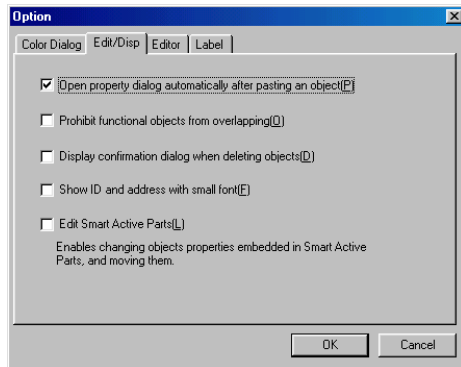 Option
Color Dialog Edit/Disp Editor Label
Open property dialog automatically after pasting an object(P)
Prohibit functional objects from overlapping(O)
Display confirmation dialog when deleting objects(D)
Show ID and address with small font(F)
Edit Smart Active Parts(L)
Enables changing objects properties embedded in Smart Active
Parts, and moving them.
OK Cancel